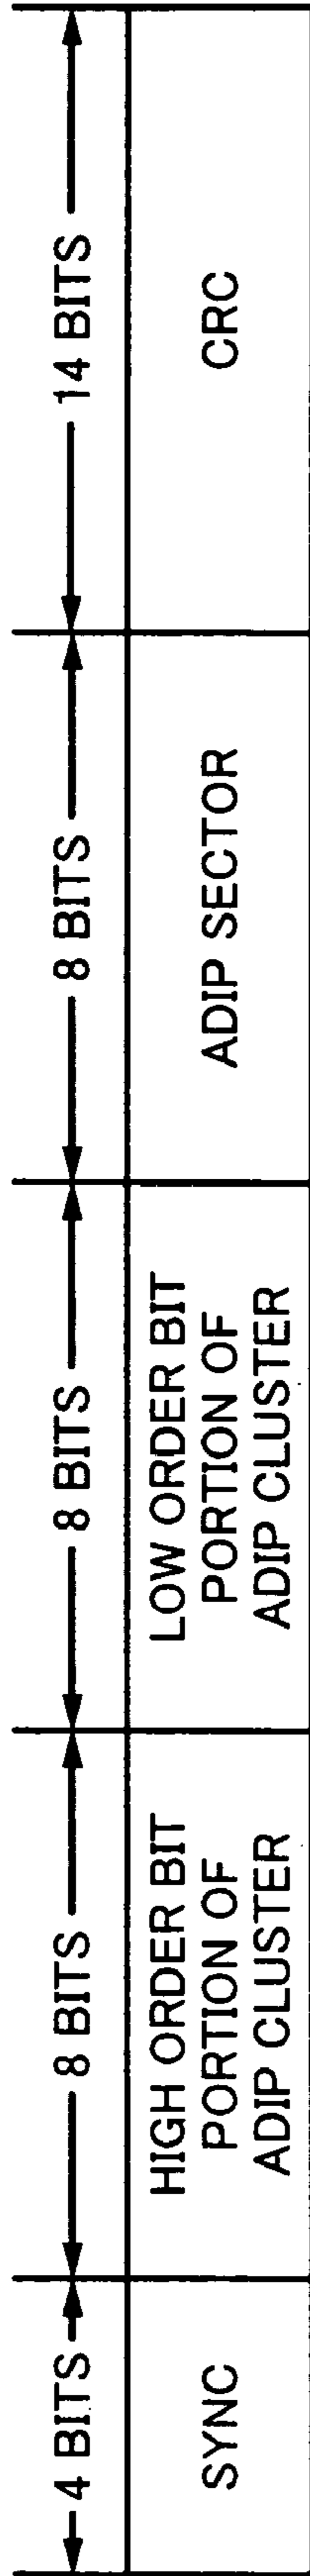 4 BITS
8 BITS
8 BITS
8 BITS
14 BITS
SYNC
HIGH ORDER BIT
PORTION OF
ADIP CLUSTER
LOW ORDER BIT
PORTION OF
ADIP CLUSTER
ADIP SECTOR
CRC